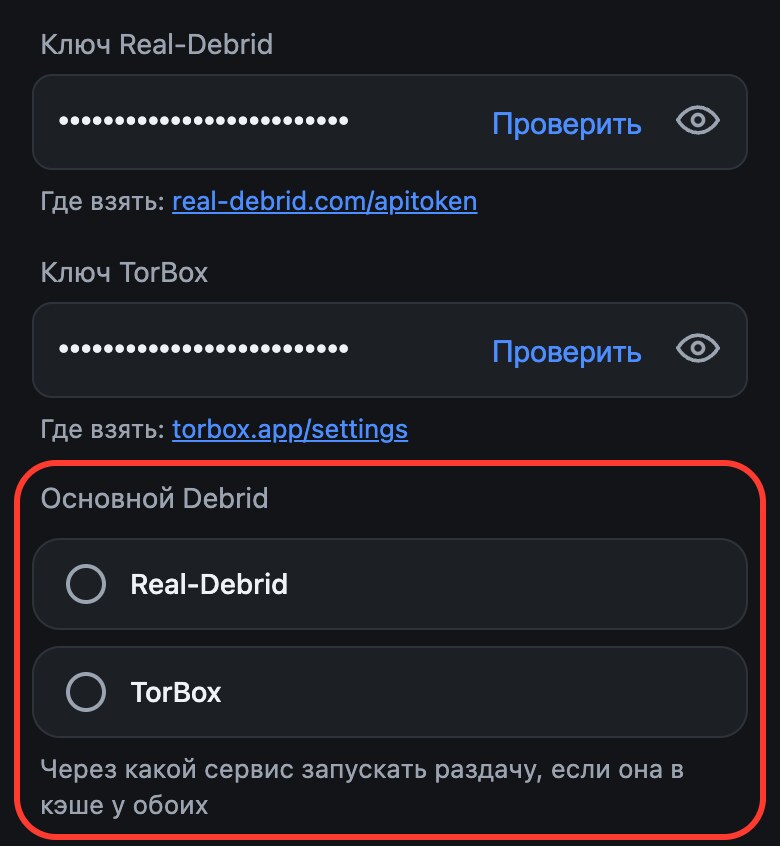 Ключ Real-Debrid
•••••••••••••••••••••••••• Проверить
Где взять: real-debrid.com/apitoken
Ключ TorBox
•••••••••••••••••••••••••• Проверить
Где взять: torbox.app/settings
Основной Debrid
Real-Debrid
TorBox
Через какой сервис запускать раздачу, если она в
кэше у обоих